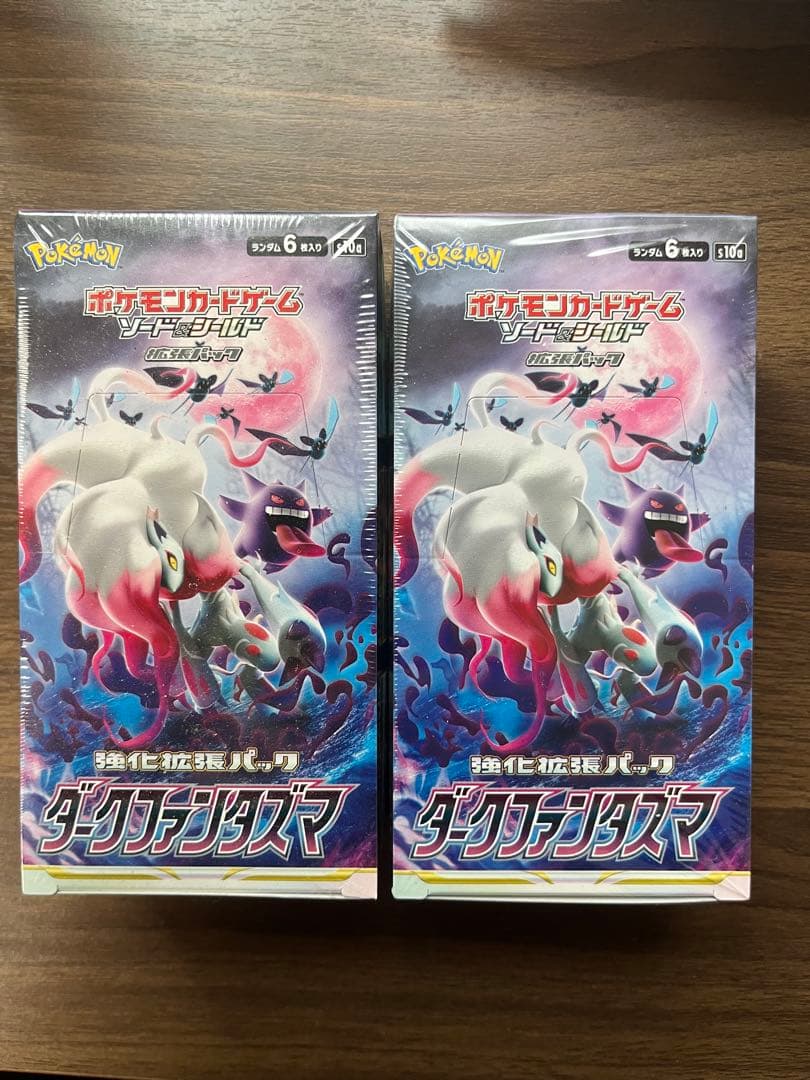 Pokémon
ランダム6枚入り s10a
ポケモンカードゲーム
ソード&シールド
拡張パック
強化拡張パック
ダークファンタズマ
Pokémon
ランダム6枚入り s10a
ポケモンカードゲーム
ソード&シールド
拡張パック
強化拡張パック
ダークファンタズマ